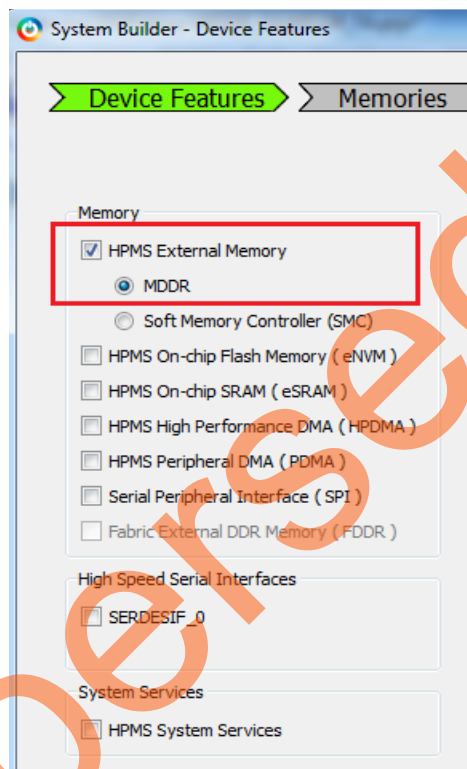 System Builder - Device Features
Device Features
Memories
Memory
HPMS External Memory
MDDR
Soft Memory Controller (SMC)
HPMS On-chip Flash Memory ( eNVM )
HPMS On-chip SRAM ( eSRAM )
HPMS High Performance DMA ( HPDMA )
HPMS Peripheral DMA ( PDMA )
Serial Peripheral Interface ( SPI )
Fabric External DDR Memory ( FDDR )
High Speed Serial Interfaces
SERDESIF_0
System Services
HPMS System Services